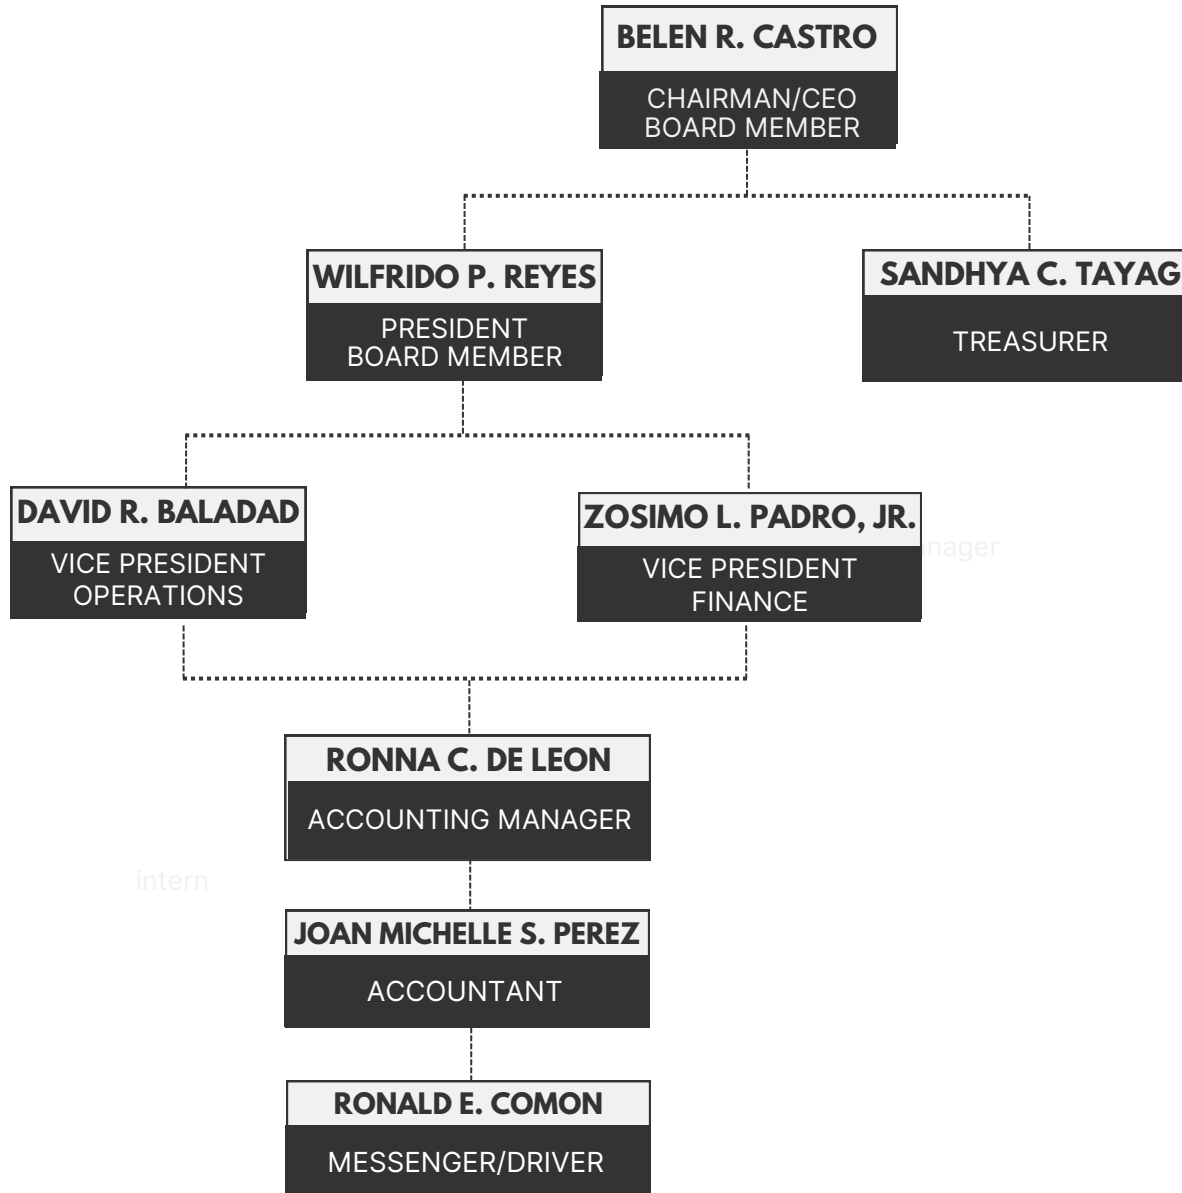 BELEN R. CASTRO
CHAIRMAN/CEO
BOARD MEMBER
WILFRIDO P. REYES
PRESIDENT
BOARD MEMBER
SANDHYA C. TAYAG
TREASURER
DAVID R. BALADAD
VICE PRESIDENT
OPERATIONS
ZOSIMO L. PADRO, JR.
VICE PRESIDENT
FINANCE
nager
RONNA C. DE LEON
ACCOUNTING MANAGER
intern
JOAN MICHELLE S. PEREZ
ACCOUNTANT
RONALD E. COMON
MESSENGER/DRIVER